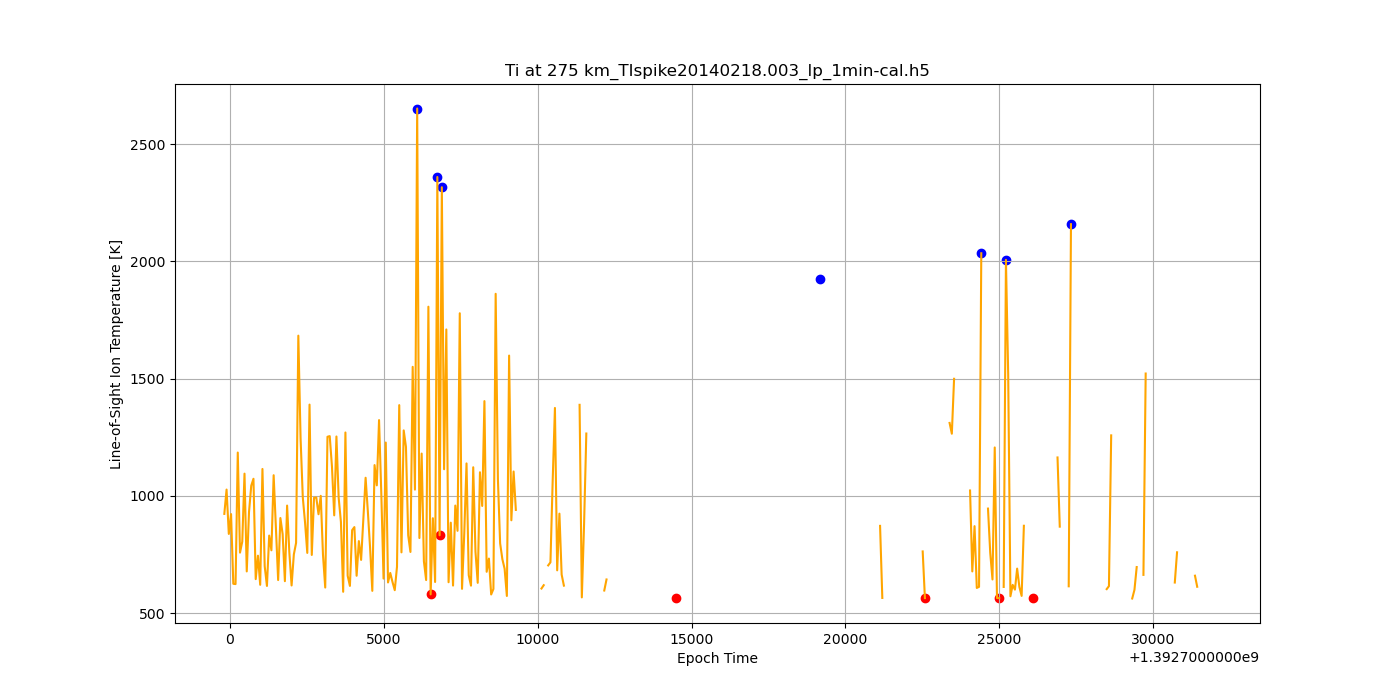 Ti at 275 km_TIspike20140218.003_lp_1min-cal.h5
Line-of-Sight Ion Temperature [K]
2500
2000
1500
1000
500
0 5000 10000 15000 20000 25000 30000
Epoch Time
+1.3927000000e9